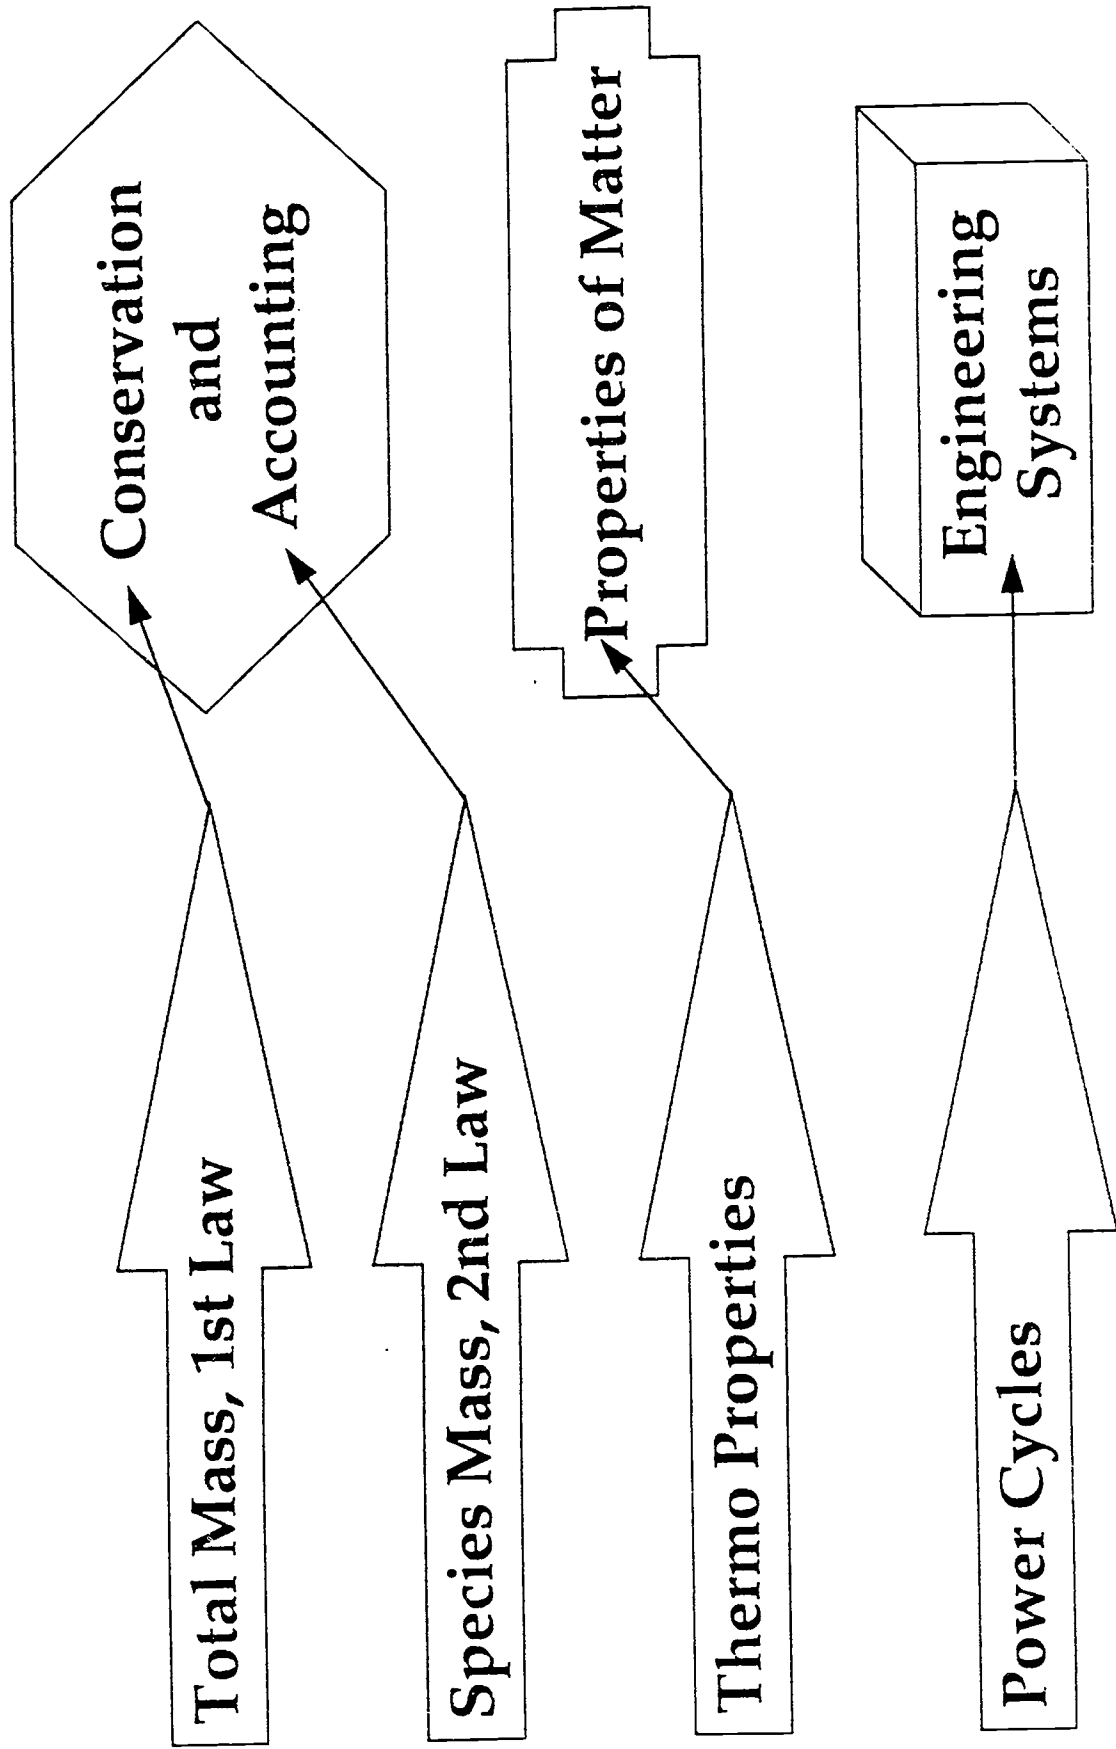 Total Mass, 1st Law
Species Mass, 2nd Law
Thermo Properties
Power Cycles
Conservation
and
Accounting
Properties of Matter
Engineering
Systems